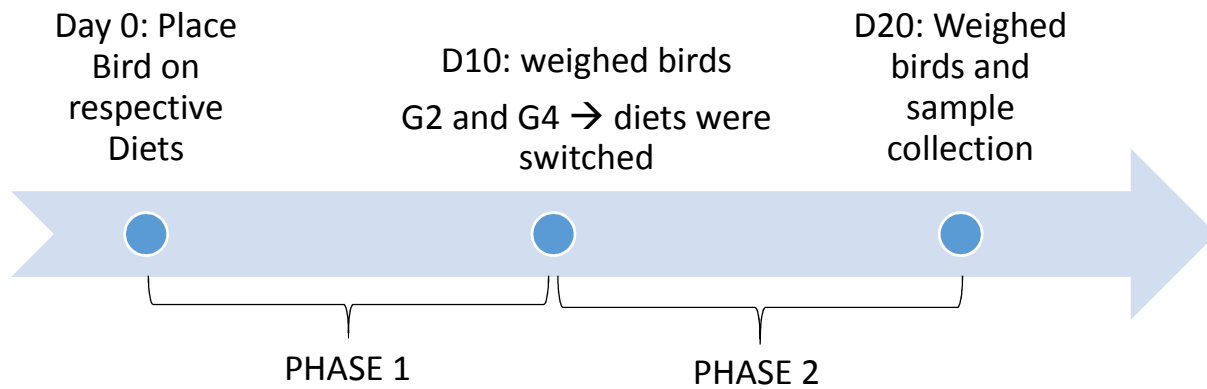 Day 0: Place
Bird on
respective
Diets
D10: weighed birds
G2 and G4 → diets were
switched
D20: Weighed
birds and
sample
collection
PHASE 1
PHASE 2